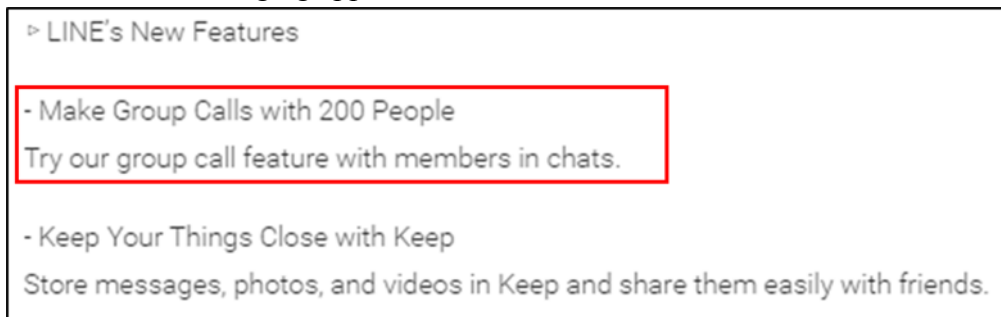 ▹ LINE's New Features
- Make Group Calls with 200 People
Try our group call feature with members in chats.
- Keep Your Things Close with Keep
Store messages, photos, and videos in Keep and share them easily with friends.